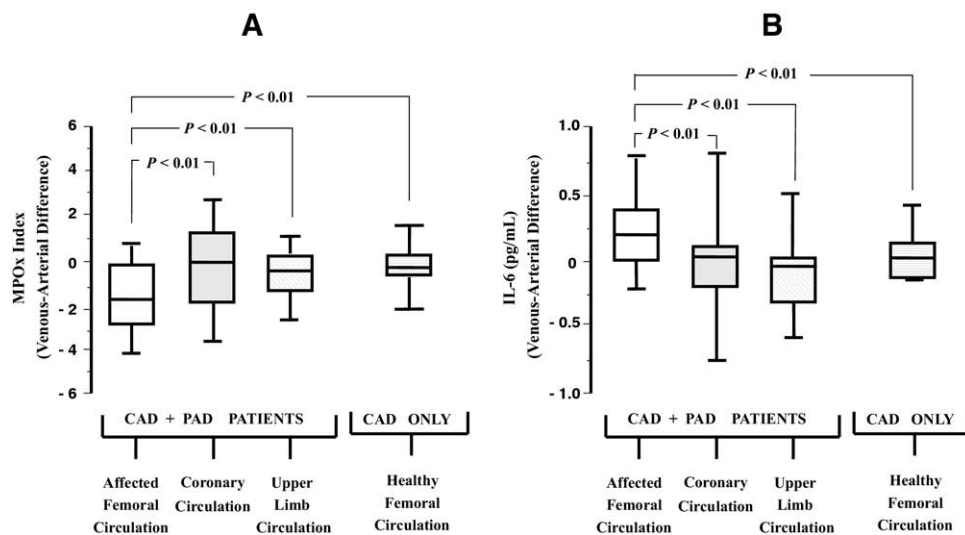 A
P < 0.01
P < 0.01
P < 0.01
MPOx Index
(Venous-Arterial Difference)
6
4
2
0
- 2
- 4
- 6
CAD + PAD PATIENTS
CAD ONLY
Affected
Femoral
Circulation
Coronary
Circulation
Upper
Limb
Circulation
Healthy
Femoral
Circulation
B
P < 0.01
P < 0.01
P < 0.01
IL-6 (pg/mL)
(Venous-Arterial Difference)
1.0
0.5
0
- 0.5
- 1.0
CAD + PAD PATIENTS
CAD ONLY
Affected
Femoral
Circulation
Coronary
Circulation
Upper
Limb
Circulation
Healthy
Femoral
Circulation